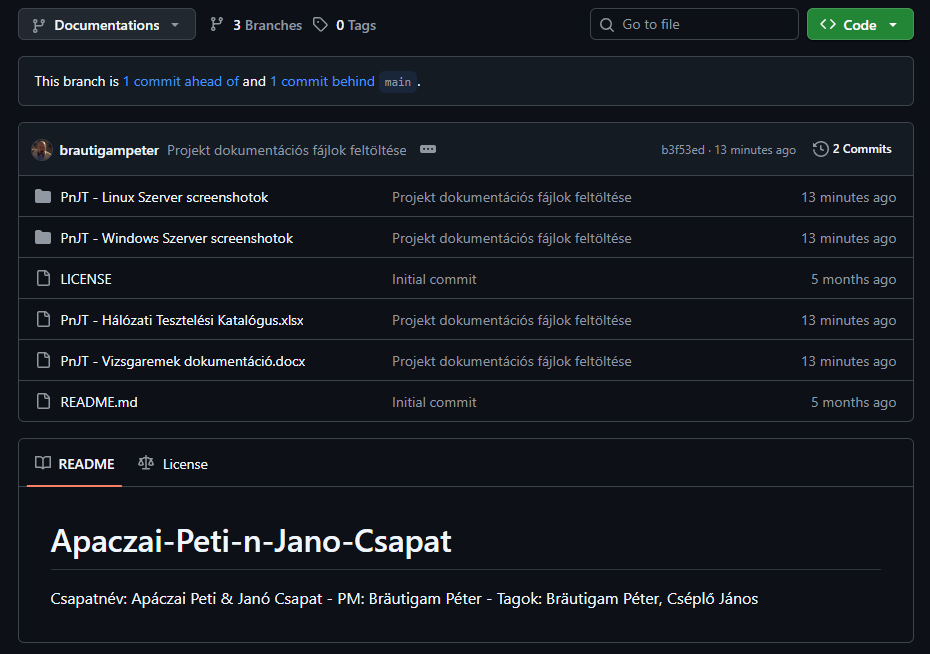 Documentations 3 Branches 0 Tags Go to file Code
This branch is 1 commit ahead of and 1 commit behind main .
brautigampeter Projekt dokumentációs fájlok feltöltése b3f53ed · 13 minutes ago 2 Commits
PnJT - Linux Szerver screenshotok Projekt dokumentációs fájlok feltöltése 13 minutes ago
PnJT - Windows Szerver screenshotok Projekt dokumentációs fájlok feltöltése 13 minutes ago
LICENSE Initial commit 5 months ago
PnJT - Hálózati Tesztelési Katalógus.xlsx Projekt dokumentációs fájlok feltöltése 13 minutes ago
PnJT - Vizsgaremek dokumentáció.docx Projekt dokumentációs fájlok feltöltése 13 minutes ago
README.md Initial commit 5 months ago
README License
Apaczai-Peti-n-Jano-Csapat
Csapatnév: Apáczai Peti & Janó Csapat - PM: Bräutigam Péter - Tagok: Bräutigam Péter, Cséplő János